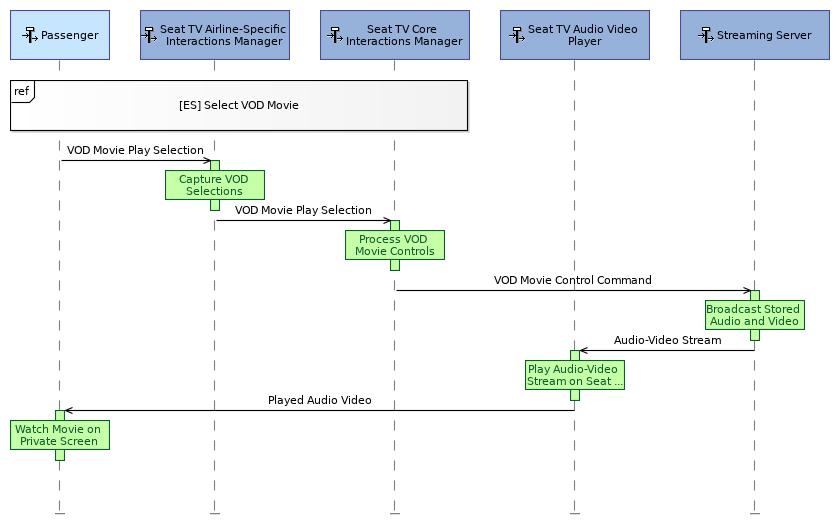 Passenger
Seat TV Airline-Specific
Interactions Manager
Seat TV Core
Interactions Manager
Seat TV Audio Video
Player
Streaming Server
ref
[ES] Select VOD Movie
VOD Movie Play Selection
Capture VOD
Selections
VOD Movie Play Selection
Process VOD
Movie Controls
VOD Movie Control Command
Broadcast Stored
Audio and Video
Audio-Video Stream
Play Audio-Video
Stream on Seat ...
Played Audio Video
Watch Movie on
Private Screen